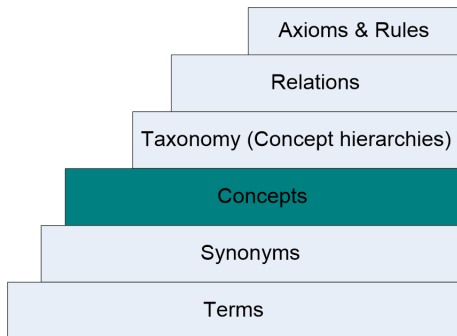 Axioms & Rules
Relations
Taxonomy (Concept hierarchies)
Concepts
Synonyms
Terms